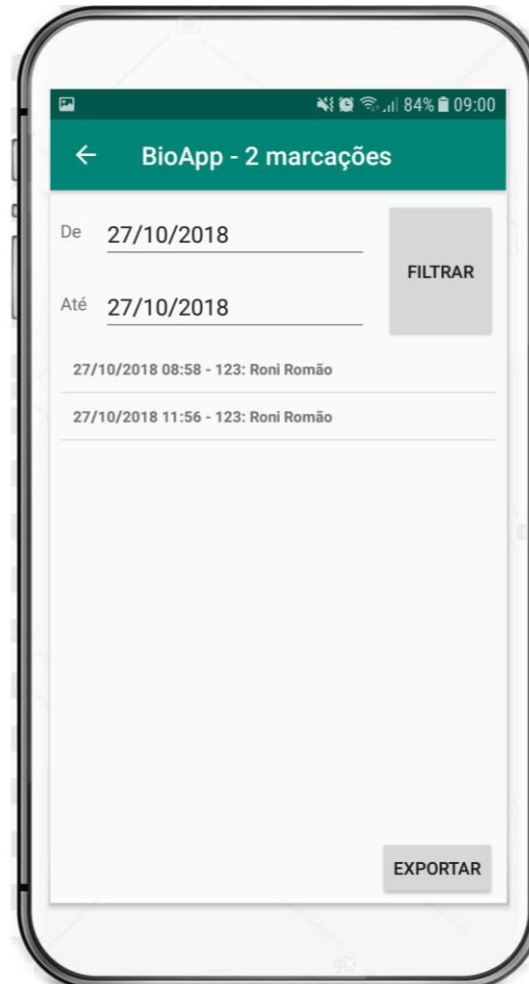 84% 09:00
BioApp - 2 marcações
De 27/10/2018
FILTRAR
Até 27/10/2018
27/10/2018 08:58 - 123: Roni Romão
27/10/2018 11:56 - 123: Roni Romão
EXPORTAR